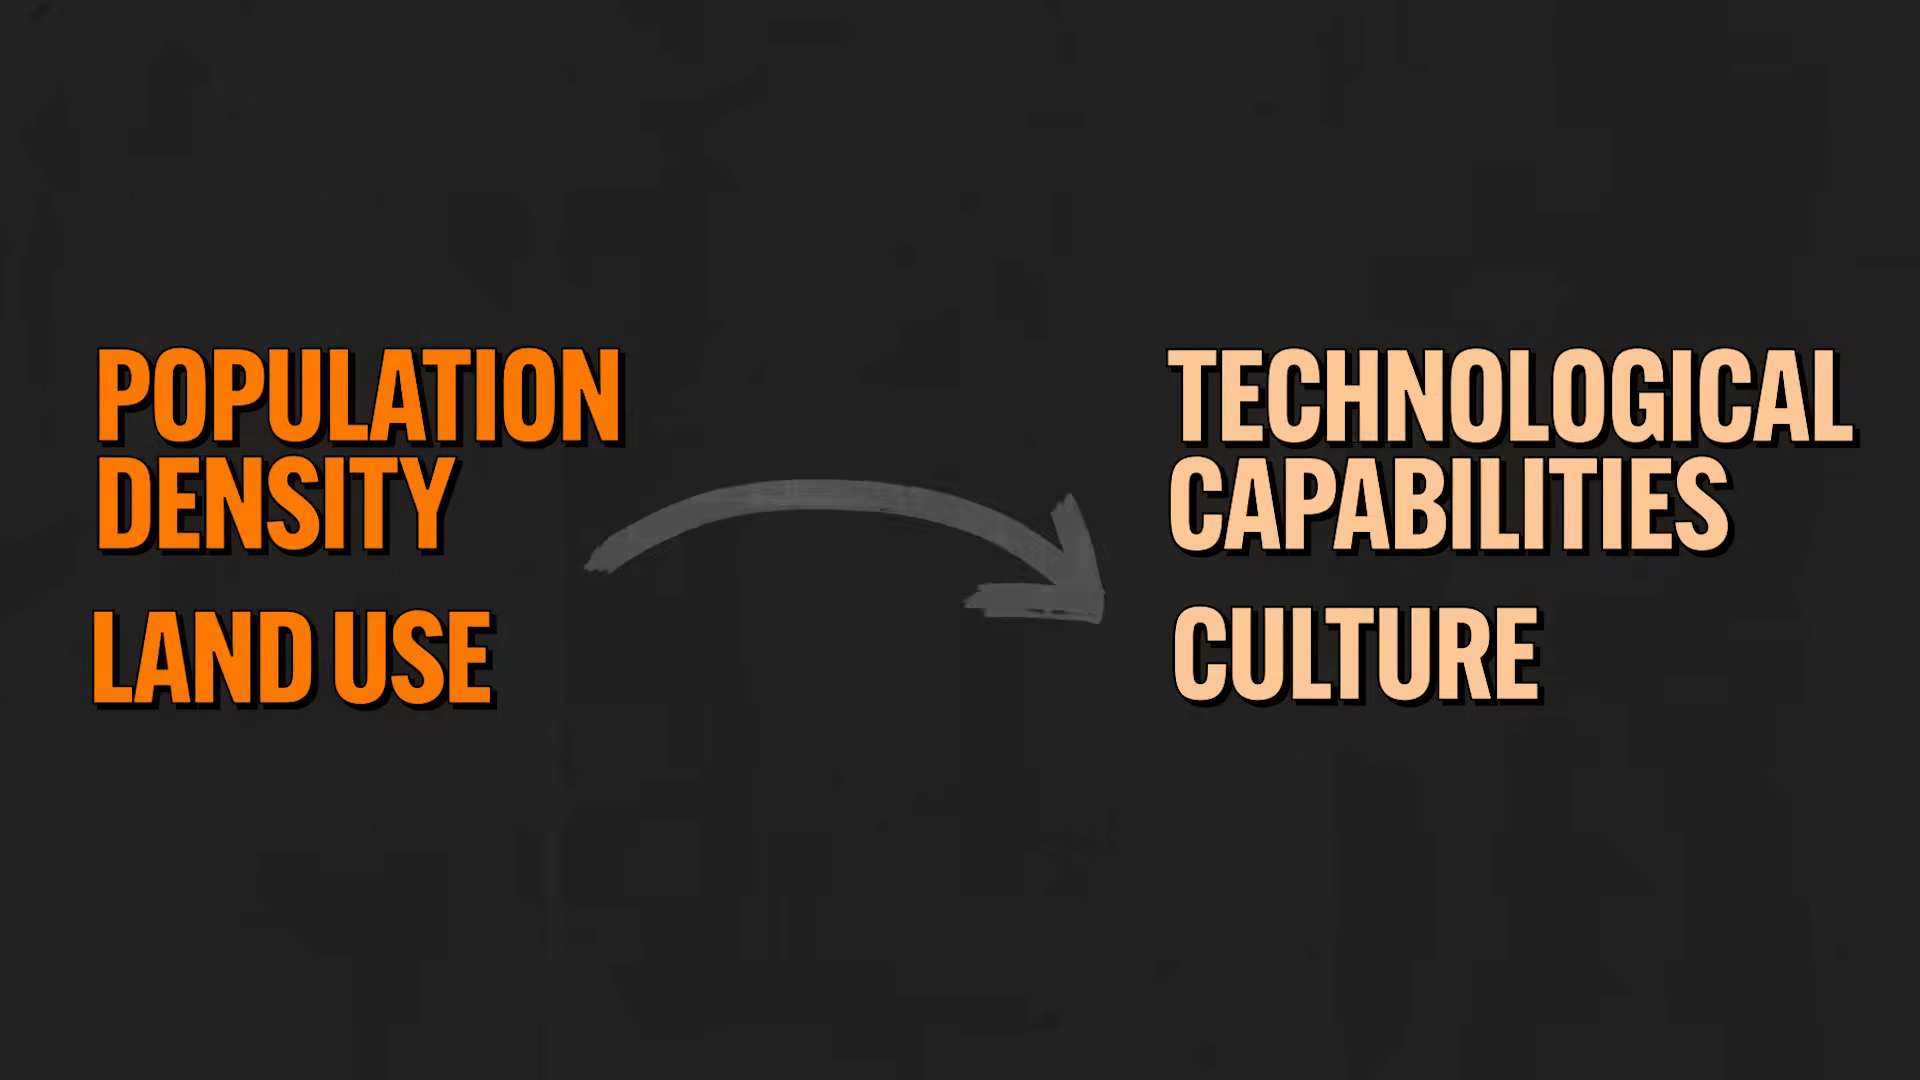 POPULATION
DENSITY
LAND USE
TECHNOLOGICAL
CAPABILITIES
CULTURE